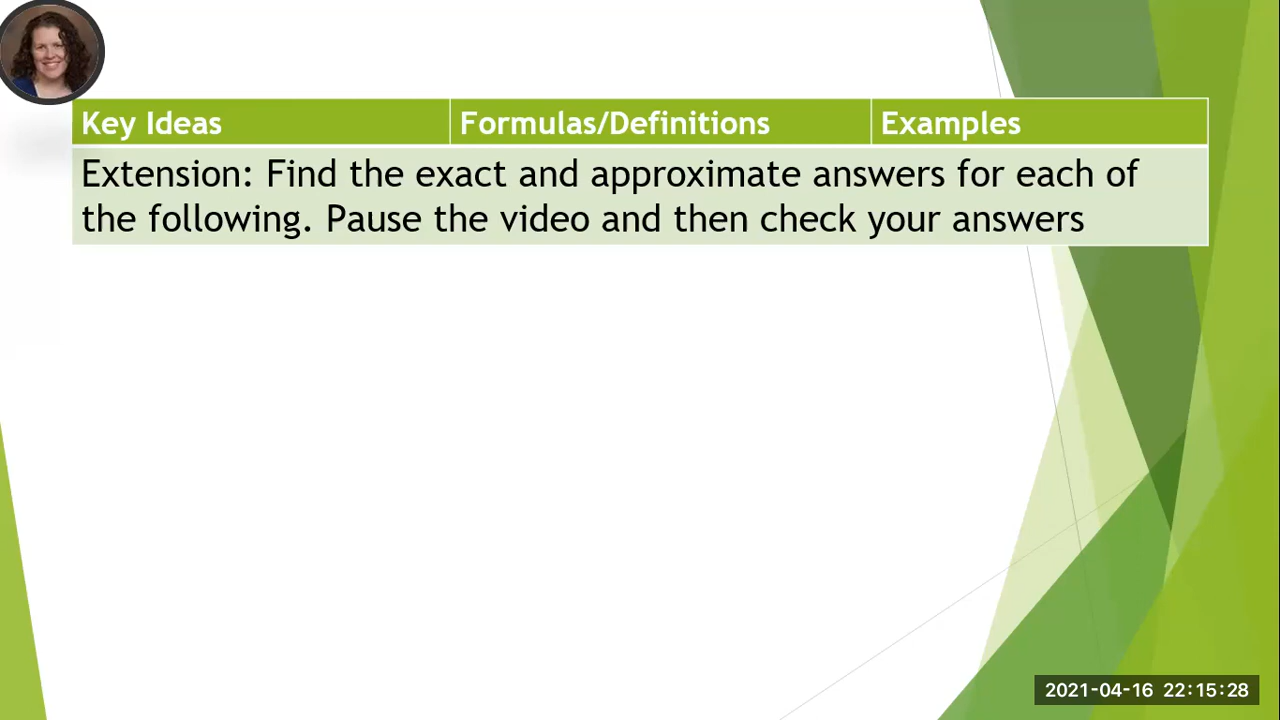 Key Ideas Formulas/Definitions Examples
Extension: Find the exact and approximate answers for each of
the following. Pause the video and then check your answers
2021-04-16 22:15:28